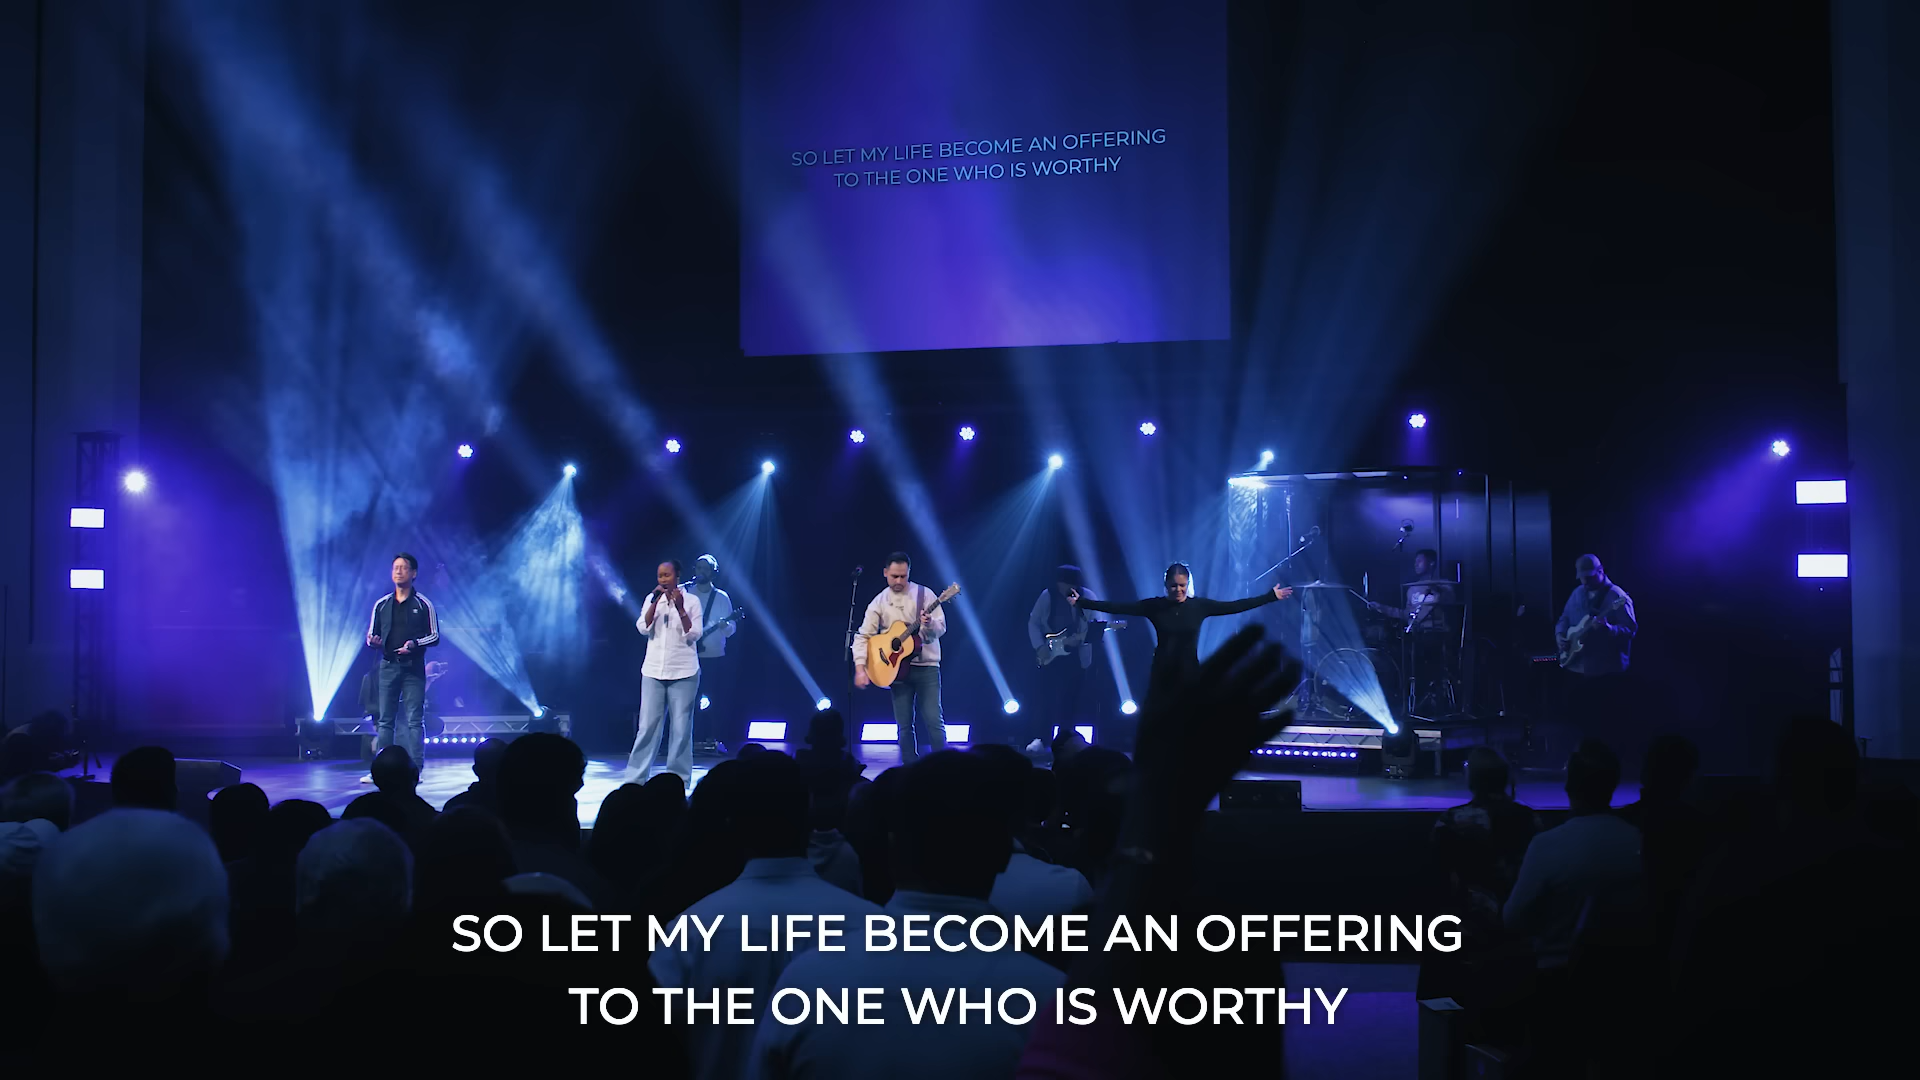 SO LET MY LIFE BECOME AN OFFERING
TO THE ONE WHO IS WORTHY
SO LET MY LIFE BECOME AN OFFERING
TO THE ONE WHO IS WORTHY